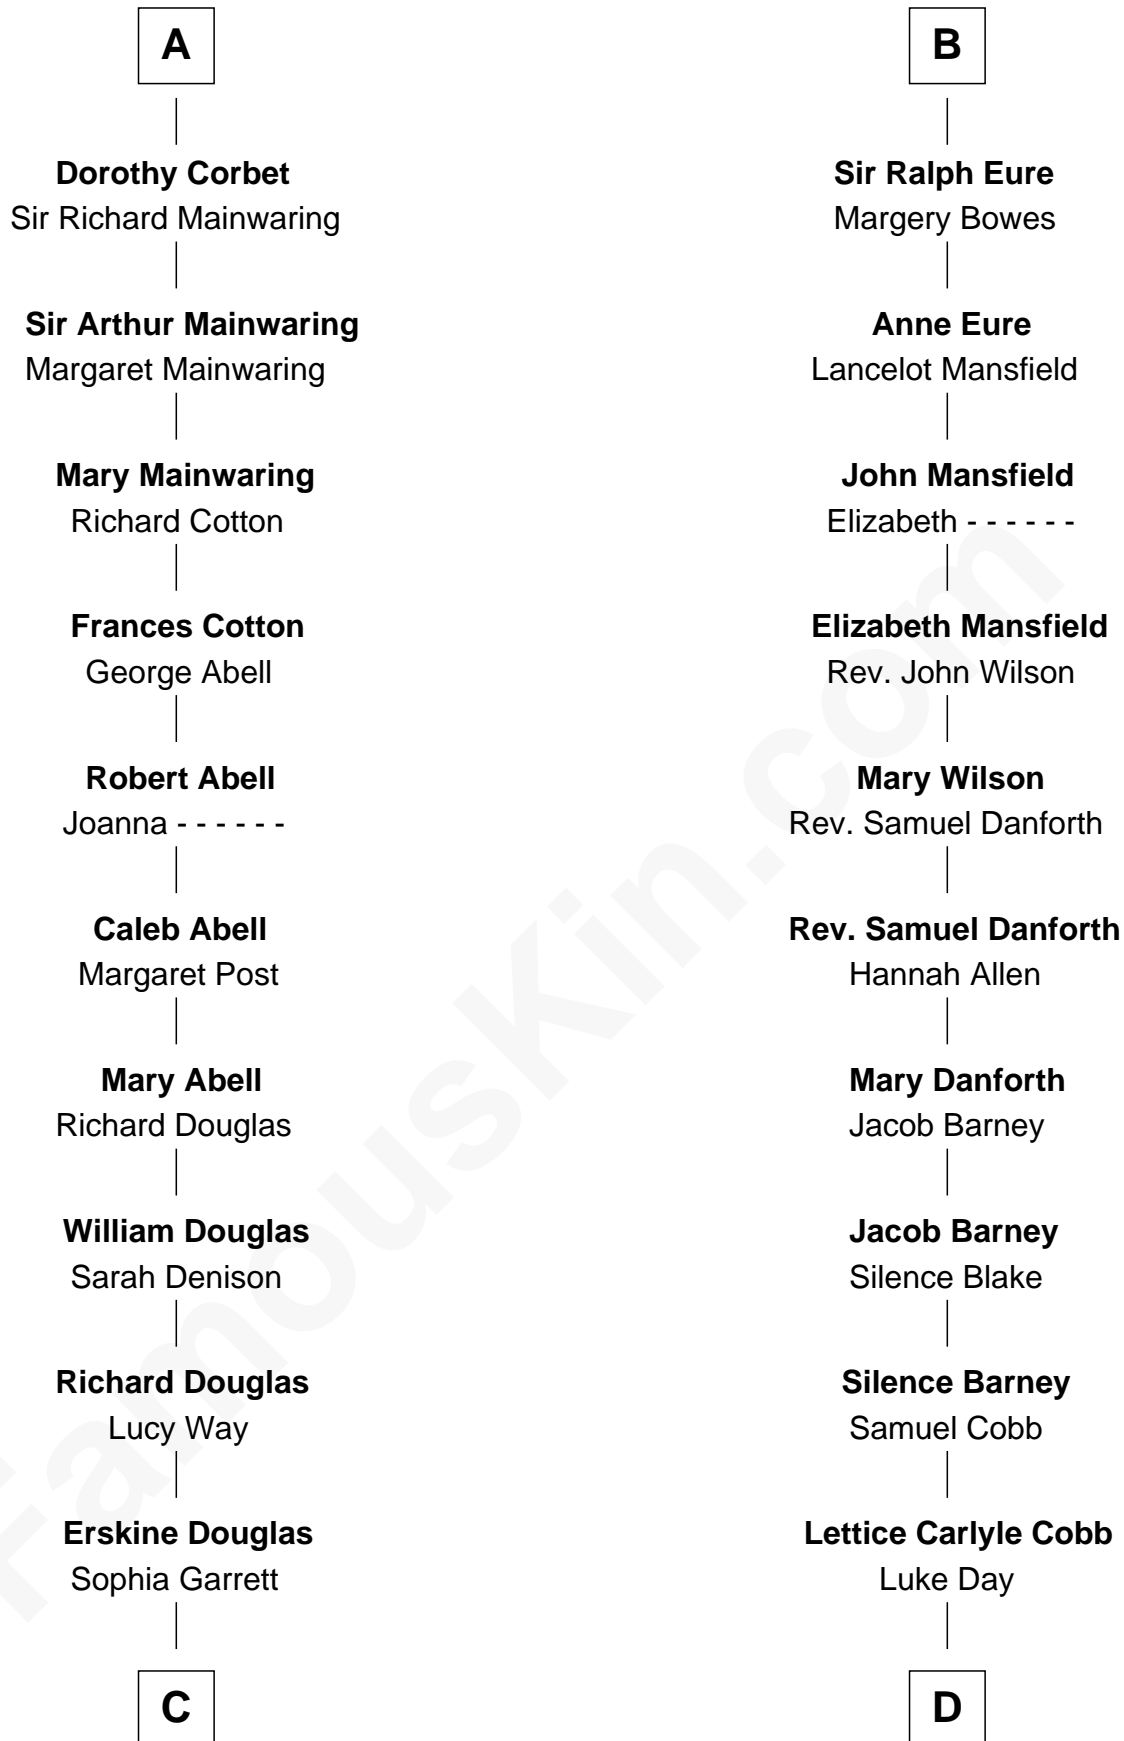 A
Dorothy Corbet
Sir Richard Mainwaring
Sir Arthur Mainwaring
Margaret Mainwaring
Mary Mainwaring
Richard Cotton
Frances Cotton
George Abell
Robert Abell
Joanna - - - - - -
Caleb Abell
Margaret Post
Mary Abell
Richard Douglas
William Douglas
Sarah Denison
Richard Douglas
Lucy Way
Erskine Douglas
Sophia Garrett
C
B
Sir Ralph Eure
Margery Bowes
Anne Eure
Lancelot Mansfield
John Mansfield
Elizabeth - - - - - -
Elizabeth Mansfield
Rev. John Wilson
Mary Wilson
Rev. Samuel Danforth
Rev. Samuel Danforth
Hannah Allen
Mary Danforth
Jacob Barney
Jacob Barney
Silence Blake
Silence Barney
Samuel Cobb
Lettice Carlyle Cobb
Luke Day
D
FamousKin.com